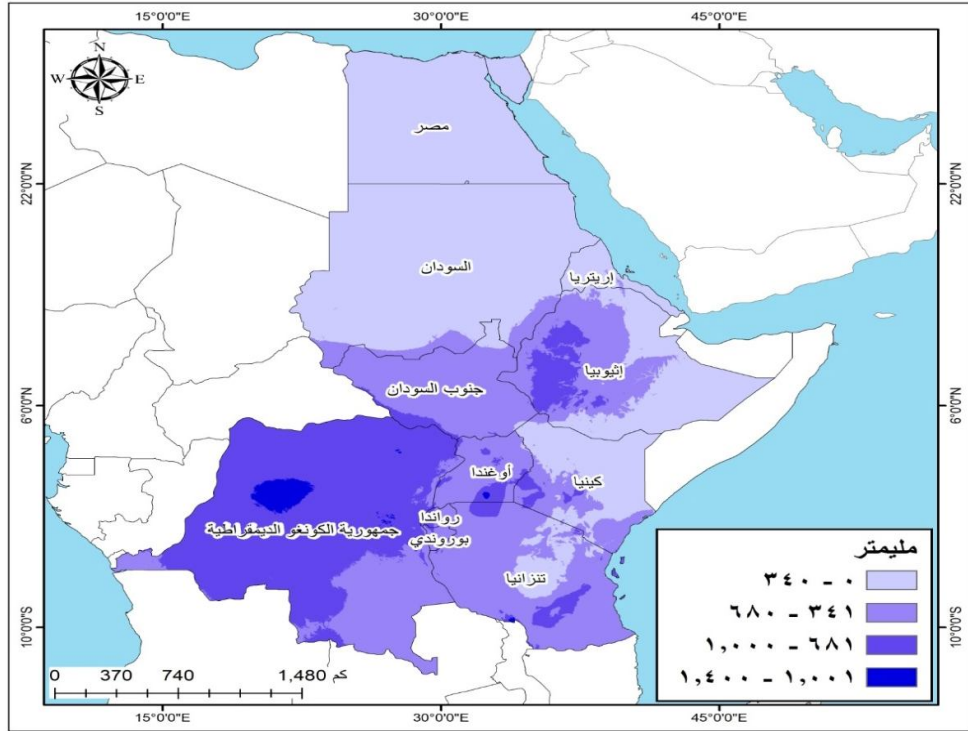 15°0'0"E 30°0'0"E 45°0'0"E
N
W E
S
22°0'0"N 22°0'0"N
مصر
السودان
إريتريا
إثيوبيا
جنوب السودان
6°0'0"N 6°0'0"N
أوغندا
كينيا
رواندا
جمهورية الكونغو الديمقراطية
بوروندي
تنزانيا
10°0'0"S 10°0'0"S
مليمتر
٠ - ٣٤٠
٣٤١ - ٦٨٠
٦٨١ - ١,٠٠٠
١,٠٠١ - ١,٤٠٠
0 370 740 1,480 كم
15°0'0"E 30°0'0"E 45°0'0"E